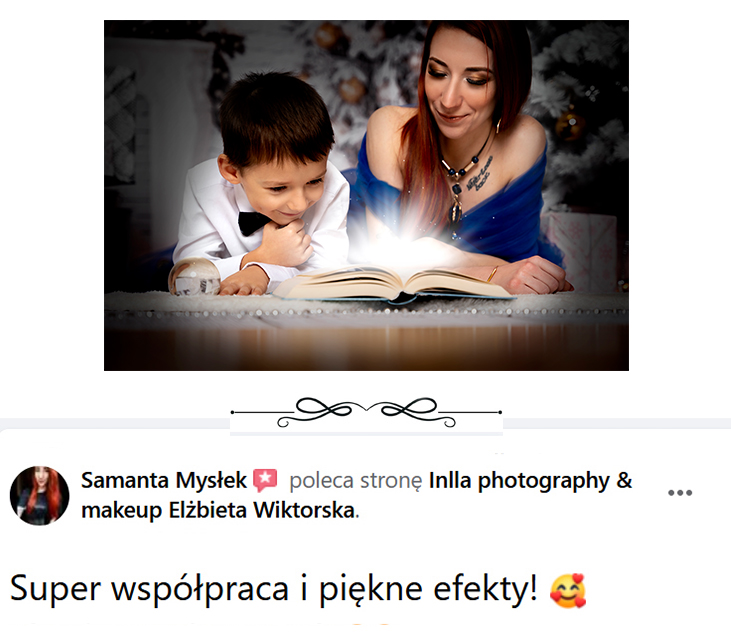 Samanta Mysłek poleca stronę Inlla photography &
makeup Elżbieta Wiktorska.
Super współpraca i piękne efekty! 🥰